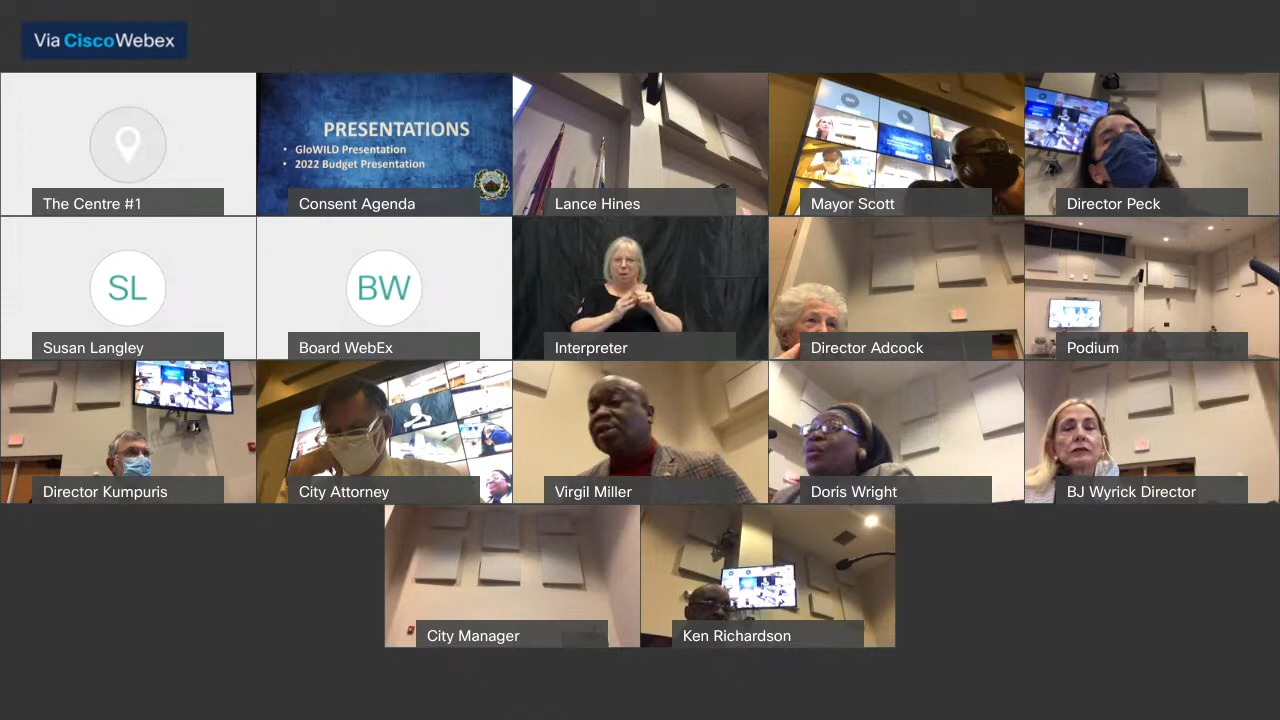 Via CiscoWebex
PRESENTATIONS
• GloWILD Presentation
• 2022 Budget Presentation
The Centre #1
Consent Agenda
Lance Hines
Mayor Scott
Director Peck
SL
BW
Susan Langley
Board WebEx
Interpreter
Director Adcock
Podium
Director Kumpuris
City Attorney
Virgil Miller
Doris Wright
BJ Wyrick Director
City Manager
Ken Richardson